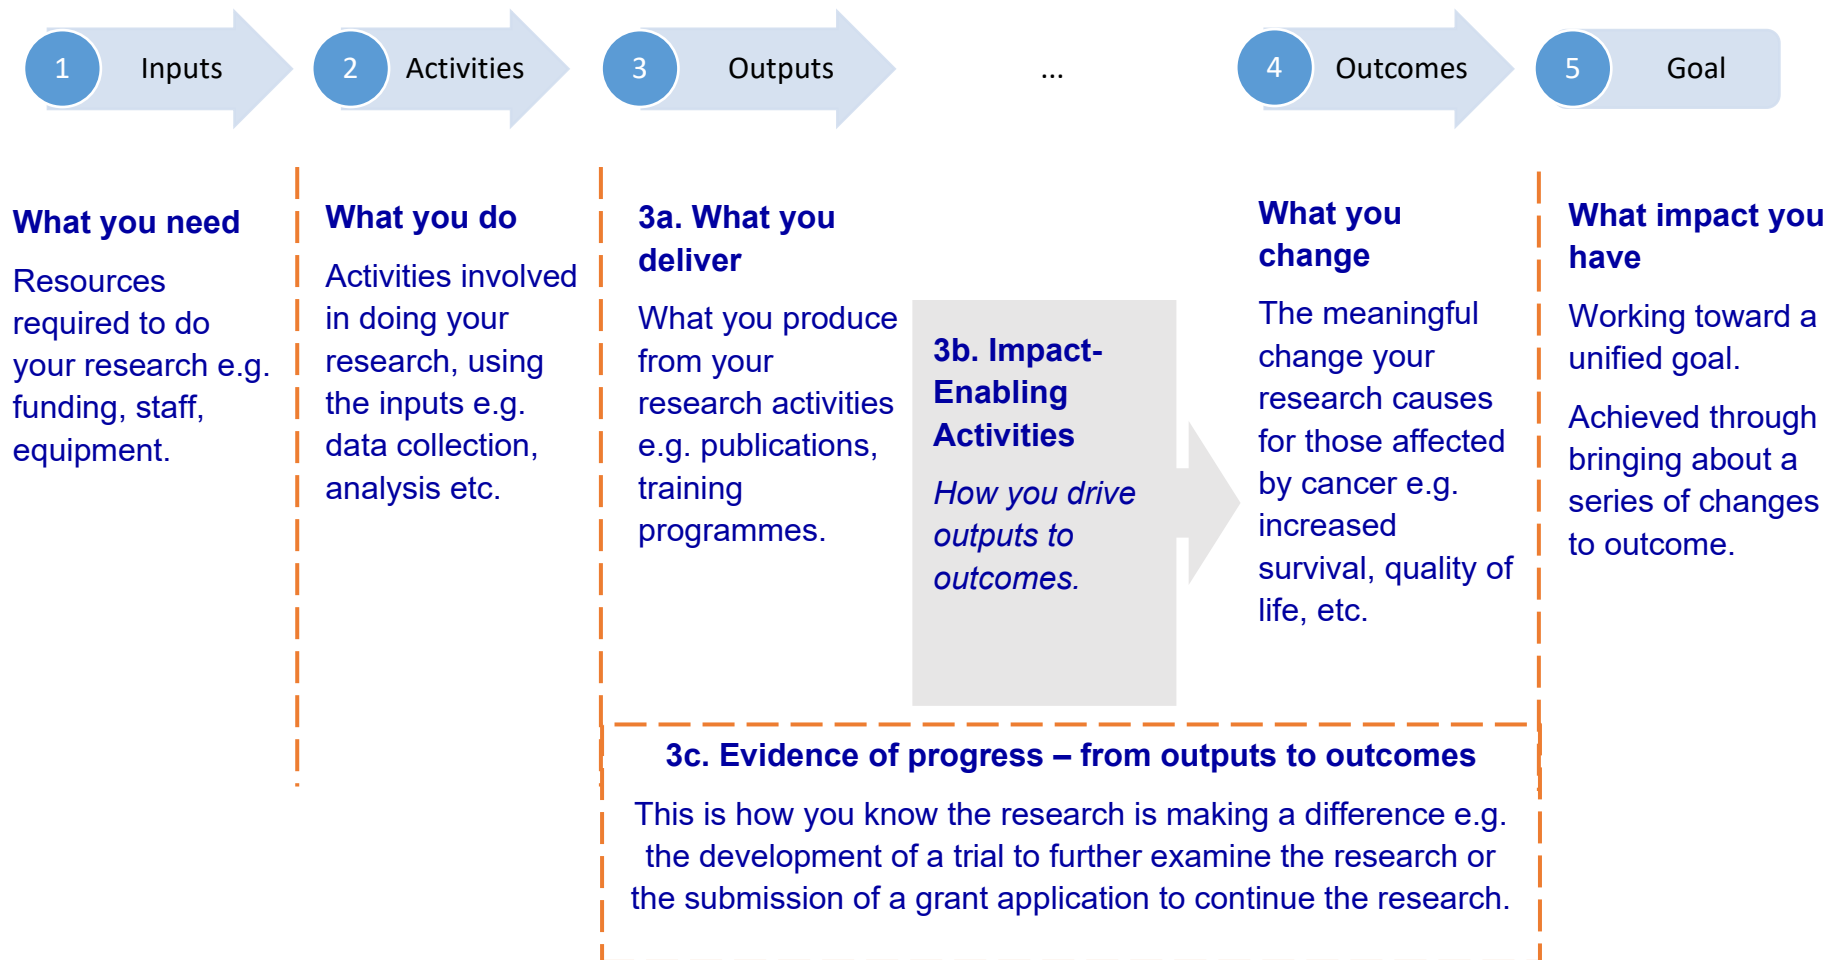 1
Inputs
2
Activities
3
Outputs
...
4
Outcomes
5
Goal
What you need
Resources
required to do
your research e.g.
funding, staff,
equipment.
What you do
Activities involved
in doing your
research, using
the inputs e.g.
data collection,
analysis etc.
3a. What you
deliver
What you produce
from your
research activities
e.g. publications,
training
programmes.
3b. Impact-
Enabling
Activities
How you drive
outputs to
outcomes.
What you
change
The meaningful
change your
research causes
for those affected
by cancer e.g.
increased
survival, quality of
life, etc.
What impact you
have
Working toward a
unified goal.
Achieved through
bringing about a
series of changes
to outcome.
3c. Evidence of progress – from outputs to outcomes
This is how you know the research is making a difference e.g.
the development of a trial to further examine the research or
the submission of a grant application to continue the research.